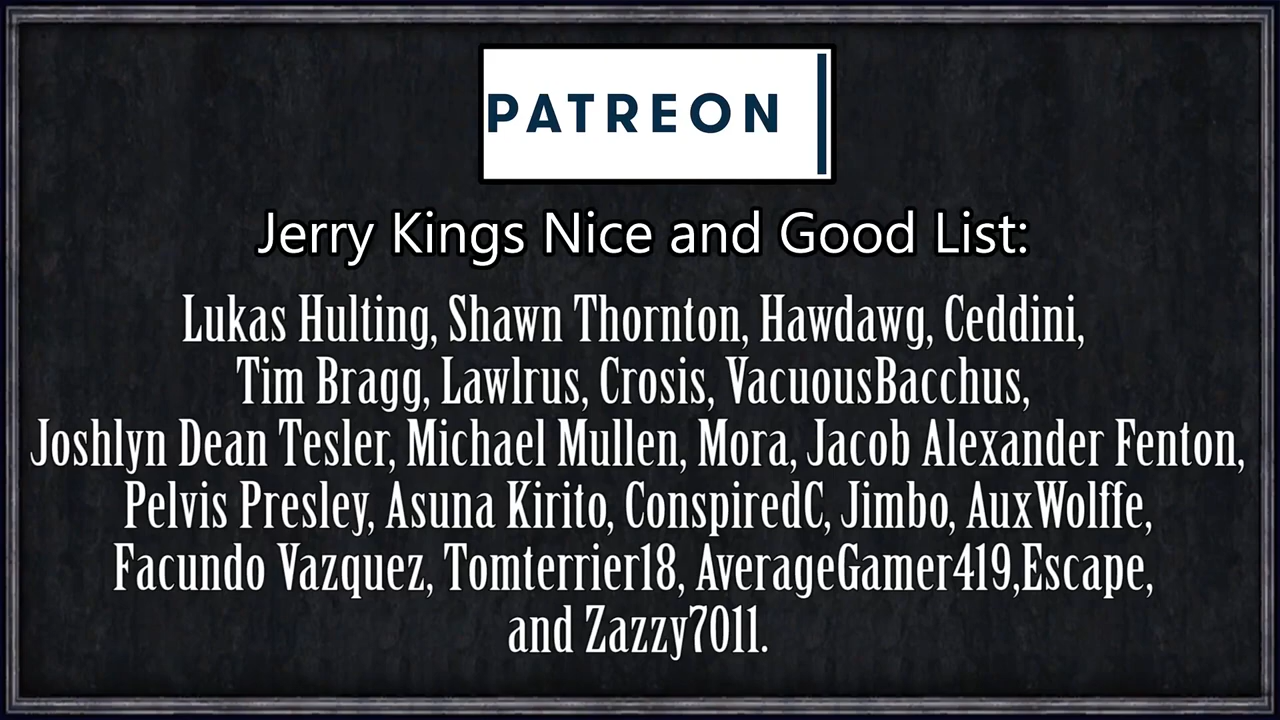 PATREON
Jerry Kings Nice and Good List:
Lukas Hulting, Shawn Thornton, Hawdawg, Ceddini,
Tim Bragg, Lawlrus, Crosis, VacuousBacchus,
Joshlyn Dean Tesler, Michael Mullen, Mora, Jacob Alexander Fenton,
Pelvis Presley, Asuna Kirito, ConspiredC, Jimbo, AuxWolffe,
Facundo Vazquez, Tomterrier18, AverageGamer419,Escape,
and Zazzy7011.